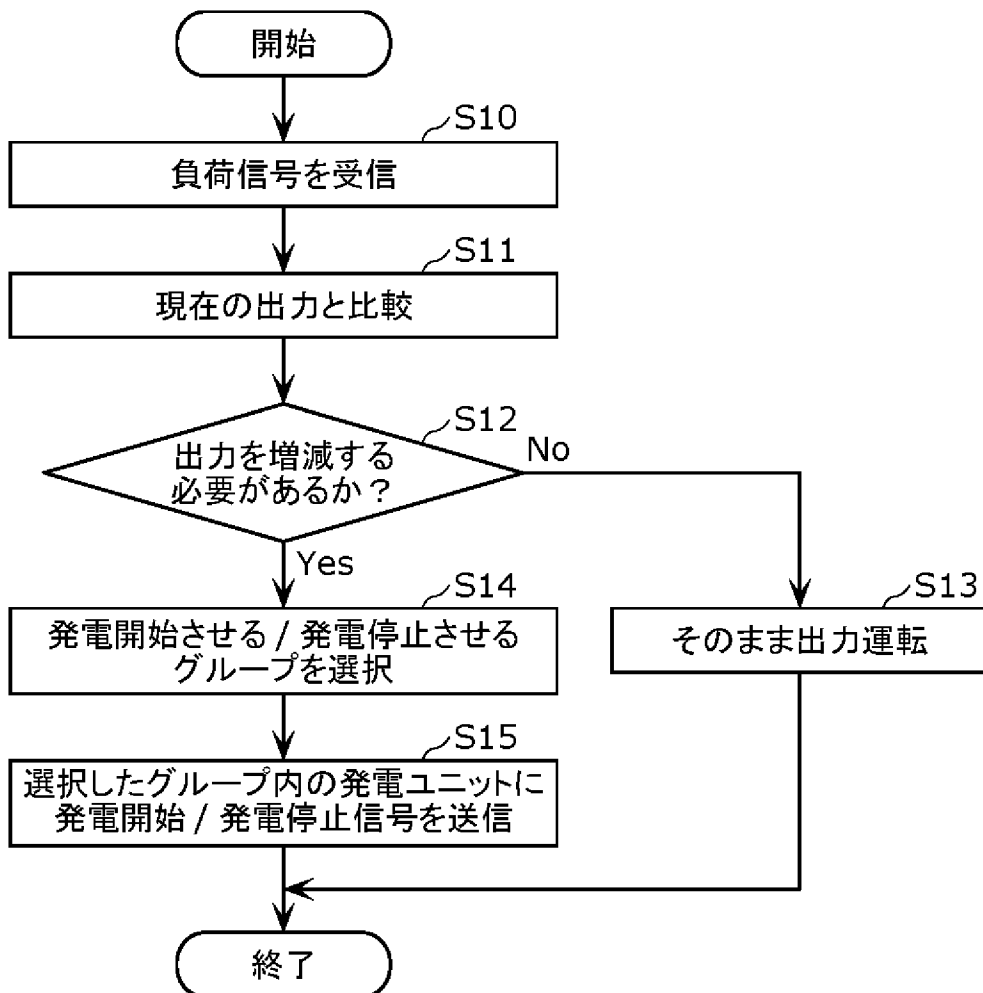 開始
S10
負荷信号を受信
S11
現在の出力と比較
S12
出力を増減する
必要があるか？
No
Yes
S14
発電開始させる / 発電停止させる
グループを選択
S13
そのまま出力運転
S15
選択したグループ内の発電ユニットに
発電開始 / 発電停止信号を送信
終了